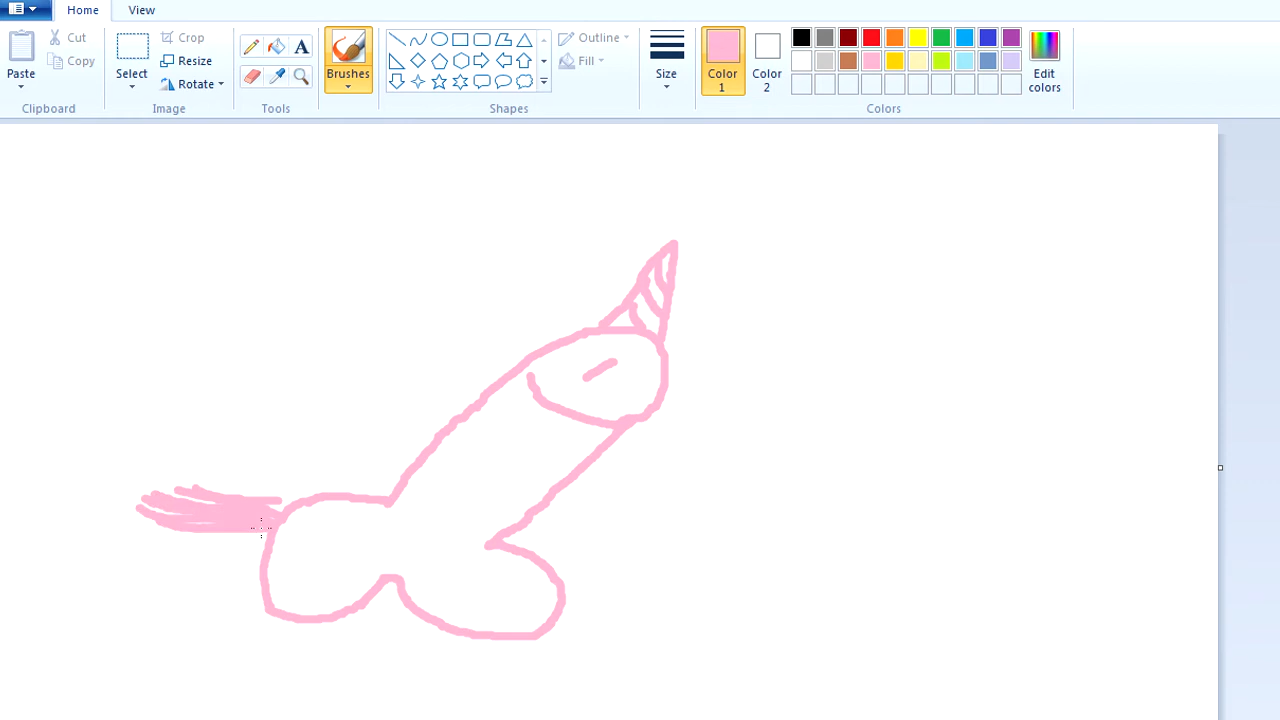 Home View
Paste Cut Copy Select Crop Resize Rotate A Brushes Outline Fill Size Color 1 Color 2 Edit colors
Clipboard Image Tools Shapes Colors